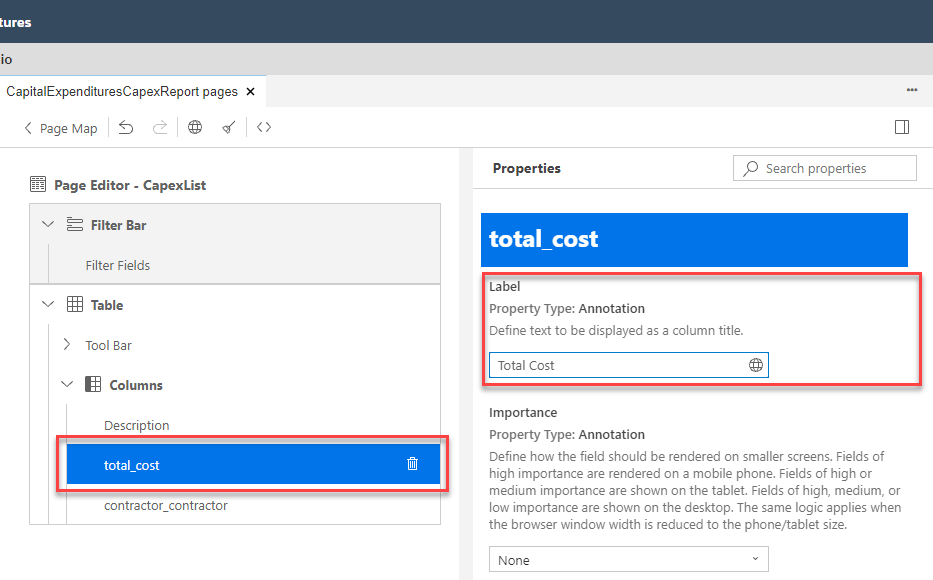 tures
io
CapitalExpendituresCapexReport pages
Page Map
Page Editor - CapexList
Filter Bar
Filter Fields
Table
Tool Bar
Columns
Description
total_cost
contractor_contractor
Properties
Search properties
total_cost
Label
Property Type: Annotation
Define text to be displayed as a column title.
Total Cost
Importance
Property Type: Annotation
Define how the field should be rendered on smaller screens. Fields of
high importance are rendered on a mobile phone. Fields of high or
medium importance are shown on the tablet. Fields of high, medium, or
low importance are shown on the desktop. The same logic applies when
the browser window width is reduced to the phone/tablet size.
None